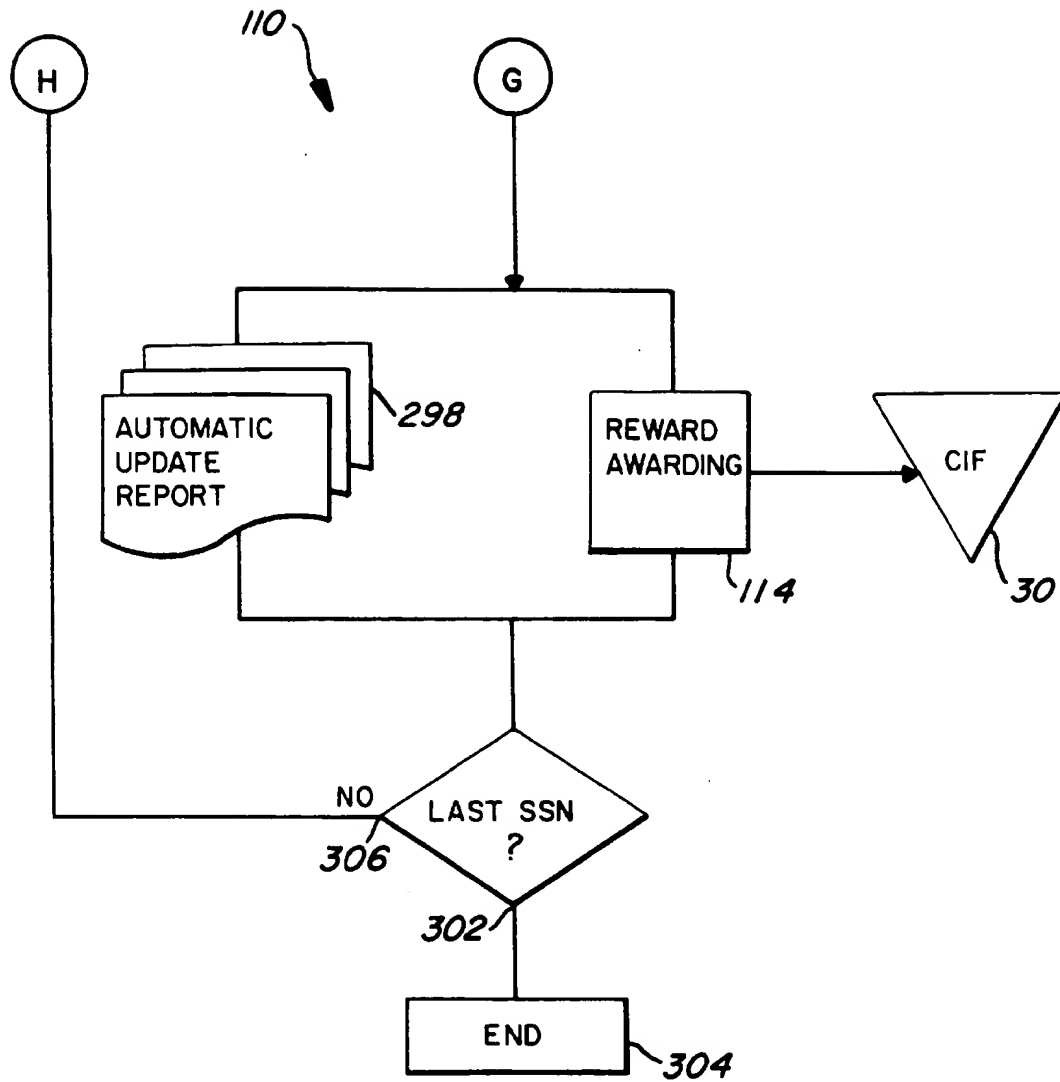 110
H
G
298
AUTOMATIC
UPDATE
REPORT
REWARD
AWARDING
CIF
114
30
NO
LAST SSN
?
306
302
END
304